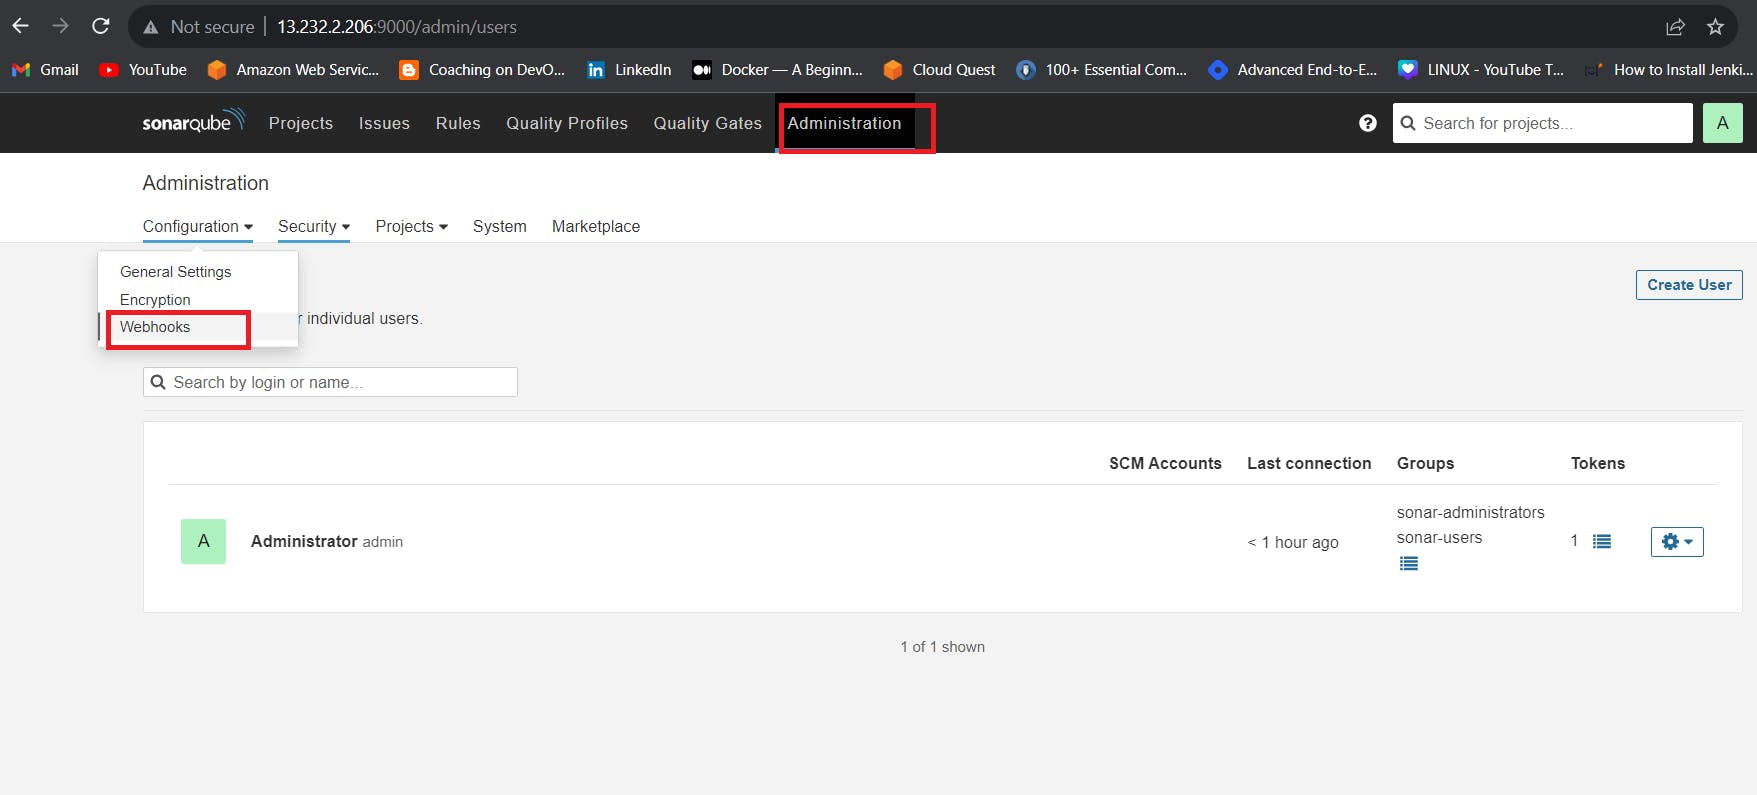 Not secure 13.232.2.206:9000/admin/users
Gmail YouTube Amazon Web Servic... Coaching on DevO... LinkedIn Docker — A Beginn... Cloud Quest 100+ Essential Com... Advanced End-to-E... LINUX - YouTube T... How to Install Jenki...
sonarqube Projects Issues Rules Quality Profiles Quality Gates Administration Search for projects... A
Administration
Configuration Security Projects System Marketplace
General Settings
Encryption
Webhooks
Create User
r individual users.
Search by login or name...
SCM Accounts Last connection Groups Tokens
A Administrator admin < 1 hour ago sonar-administrators
sonar-users 1
1 of 1 shown